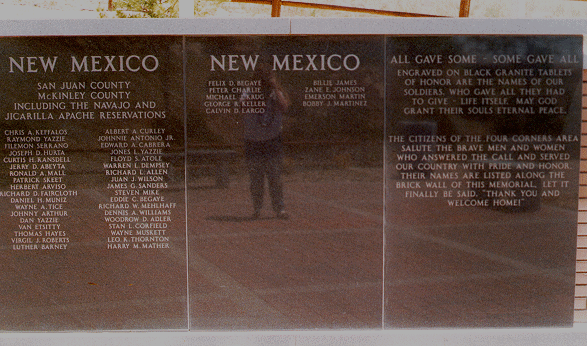 NEW MEXICO
SAN JUAN COUNTY
MCKINLEY COUNTY
INCLUDING THE NAVAJO AND
JICARILLA APACHE RESERVATIONS
CHRIS A. KEFFALOS
RAYMOND YAZZIE
FILEMON SERRANO
JOSEPH D. HURTA
CURTIS H. RANSDELL
JERRY D. ABEYTA
RONALD A. MALL
PATRICK SKEET
HERBERT ARVISO
RICHARD D. FAIRCLOTH
DANIEL H. MUNIZ
WAYNE A. TICE
JOHNNY ARTHUR
DAN YAZZIE
VAN ETSITTY
THOMAS HAYES
VIRGIL J. ROBERTS
LUTHER BARNEY
ALBERT A. CURLEY
JOHNNIE ANTONIO JR.
EDWARD A. CABRERA
JONES L. YAZZIE
FLOYD S. ATOLE
WARREN L. DEMPSEY
RICHARD L. ALLEN
JUAN J. WILSON
JAMES G. SANDERS
STEVEN MIKE
EDDIE C. BEGAYE
RICHARD W. MEHLHAFF
DENNIS A. WILLIAMS
WOODROW D. ADLER
STAN L. CORFIELD
WAYNE MUSKETT
LEO R. THORNTON
HARRY M. MATHER
NEW MEXICO
FELIX D. BEGAYE
PETER CHARLIE
MICHAEL J. KRUG
GEORGE R. KELLER
CALVIN D. LARGO
BILLIE JAMES
ZANE E. JOHNSON
EMERSON MARTIN
BOBBY J. MARTINEZ
ALL GAVE SOME - SOME GAVE ALL
ENGRAVED ON BLACK GRANITE TABLETS
OF HONOR ARE THE NAMES OF OUR
SOLDIERS, WHO GAVE ALL THEY HAD
TO GIVE - LIFE ITSELF. MAY GOD
GRANT THEIR SOULS ETERNAL PEACE.
THE CITIZENS OF THE FOUR CORNERS AREA
SALUTE THE BRAVE MEN AND WOMEN
WHO ANSWERED THE CALL AND SERVED
OUR COUNTRY WITH PRIDE AND HONOR.
THEIR NAMES ARE LISTED ALONG THE
BRICK WALL OF THIS MEMORIAL. LET IT
FINALLY BE SAID, "THANK YOU AND
WELCOME HOME!"